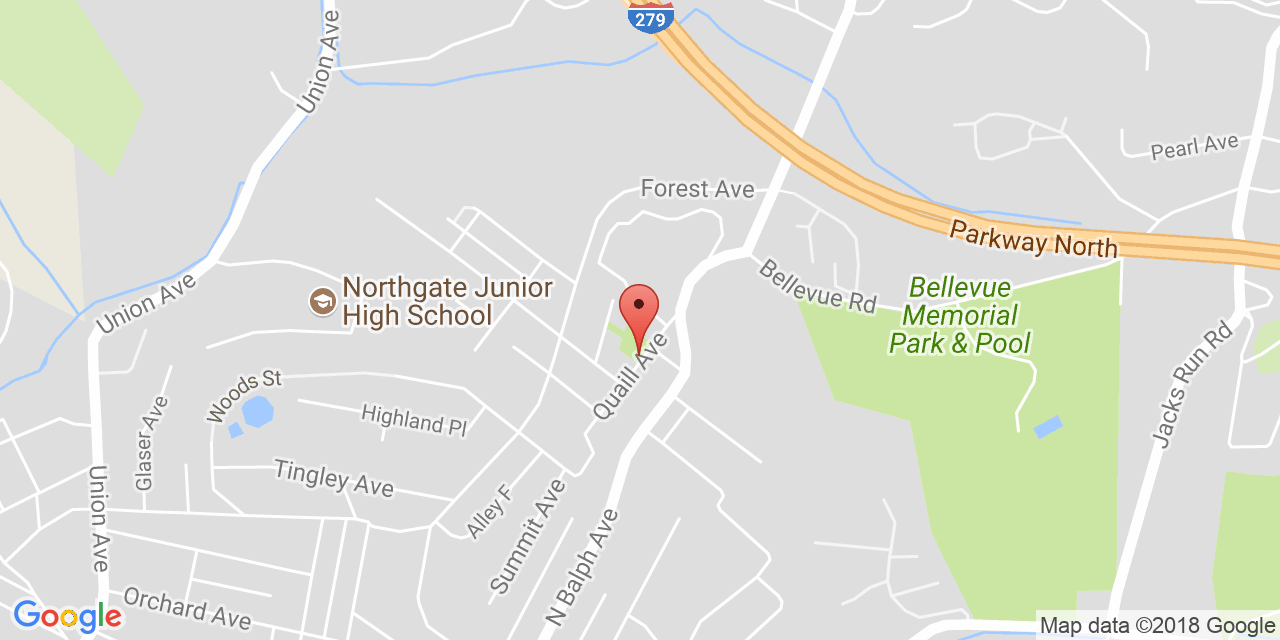 279
Union Ave
Pearl Ave
Forest Ave
Parkway North
Bellevue Rd
Northgate Junior
High School
Bellevue
Memorial
Park & Pool
Union Ave
Quaill Ave
Jacks Run Rd
Woods St
Glaser Ave
Highland Pl
Tingley Ave
Union Ave
Alley F
Summit Ave
N Balph Ave
Orchard Ave
Google
Map data ©2018 Google